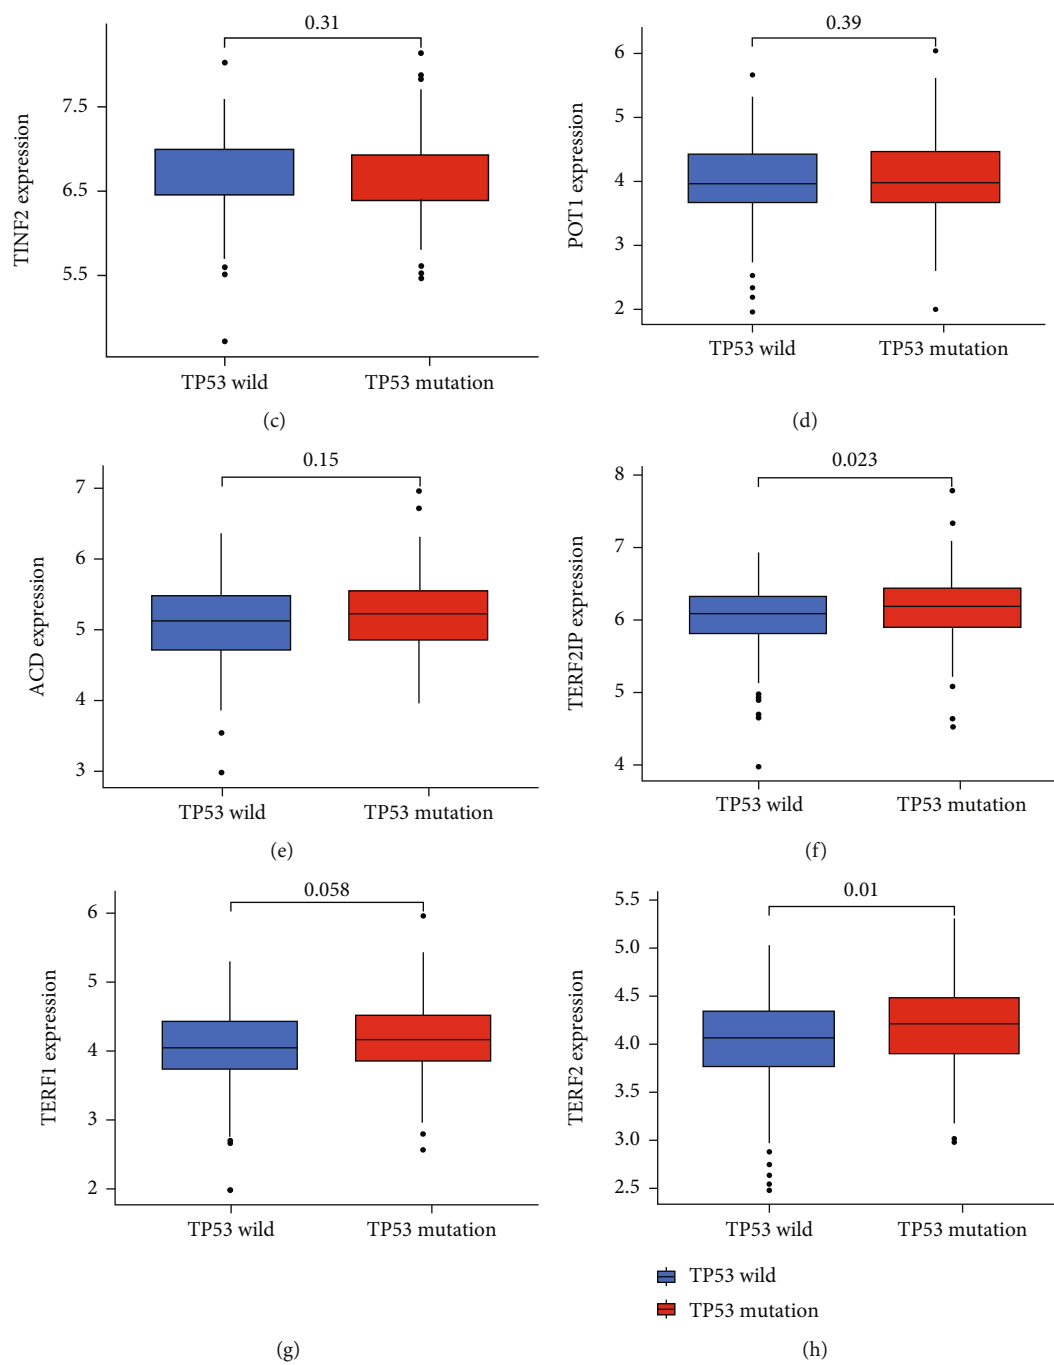 0.31
7.5
6.5
5.5
TINF2 expression
TP53 wild
TP53 mutation
(c)
0.39
6
5
4
3
2
POT1 expression
TP53 wild
TP53 mutation
(d)
0.15
7
6
5
4
3
ACD expression
TP53 wild
TP53 mutation
(e)
0.023
8
7
6
5
4
TERF2IP expression
TP53 wild
TP53 mutation
(f)
0.058
6
5
4
3
2
TERF1 expression
TP53 wild
TP53 mutation
(g)
0.01
5.5
5.0
4.5
4.0
3.5
3.0
2.5
TERF2 expression
TP53 wild
TP53 mutation
TP53 wild
TP53 mutation
(h)